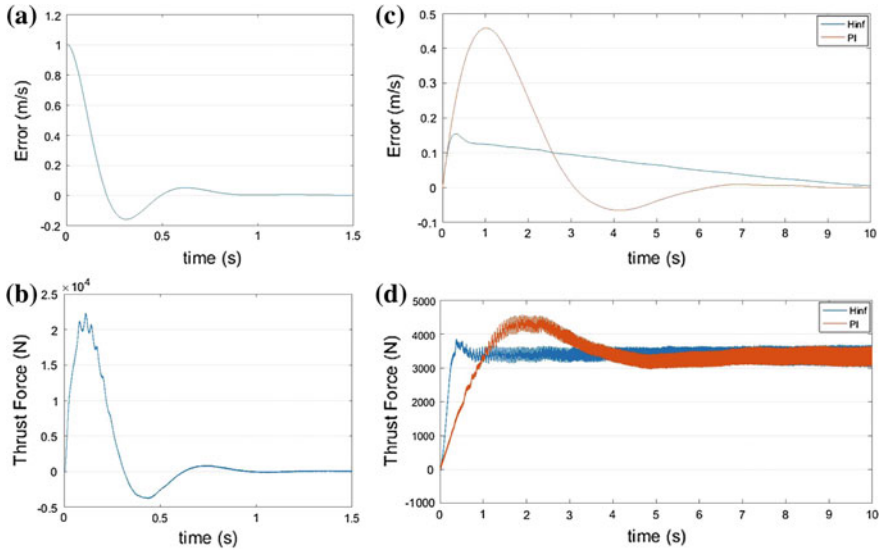 (a)
1.2
1
0.8
0.6
0.4
0.2
0
-0.2
Error (m/s)
0
0.5
1
1.5
time (s)
(c)
0.5
0.4
0.3
0.2
0.1
0
-0.1
Error (m/s)
Hinf
PI
0 1 2 3 4 5 6 7 8 9 10
time (s)
(b)
× 10⁴
2.5
2
1.5
1
0.5
0
-0.5
Thrust Force (N)
0
0.5
1
1.5
time (s)
(d)
5000
4000
3000
2000
1000
0
-1000
Thrust Force (N)
Hinf
PI
0 1 2 3 4 5 6 7 8 9 10
time (s)